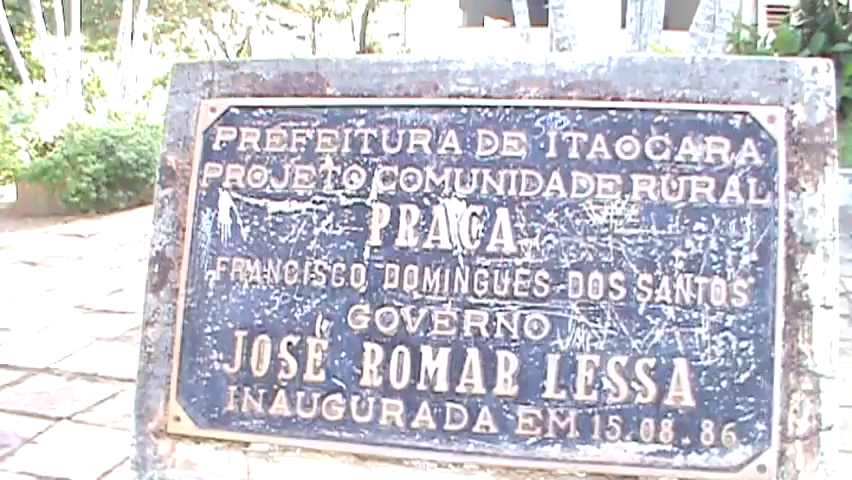 PREFEITURA DE ITAOCARA
PROJETO COMUNIDADE RURAL
PRAÇA
FRANCISCO DOMINGUES DOS SANTOS
GOVERNO
JOSÉ ROMAR LESSA
INAUGURADA EM 15.08.86